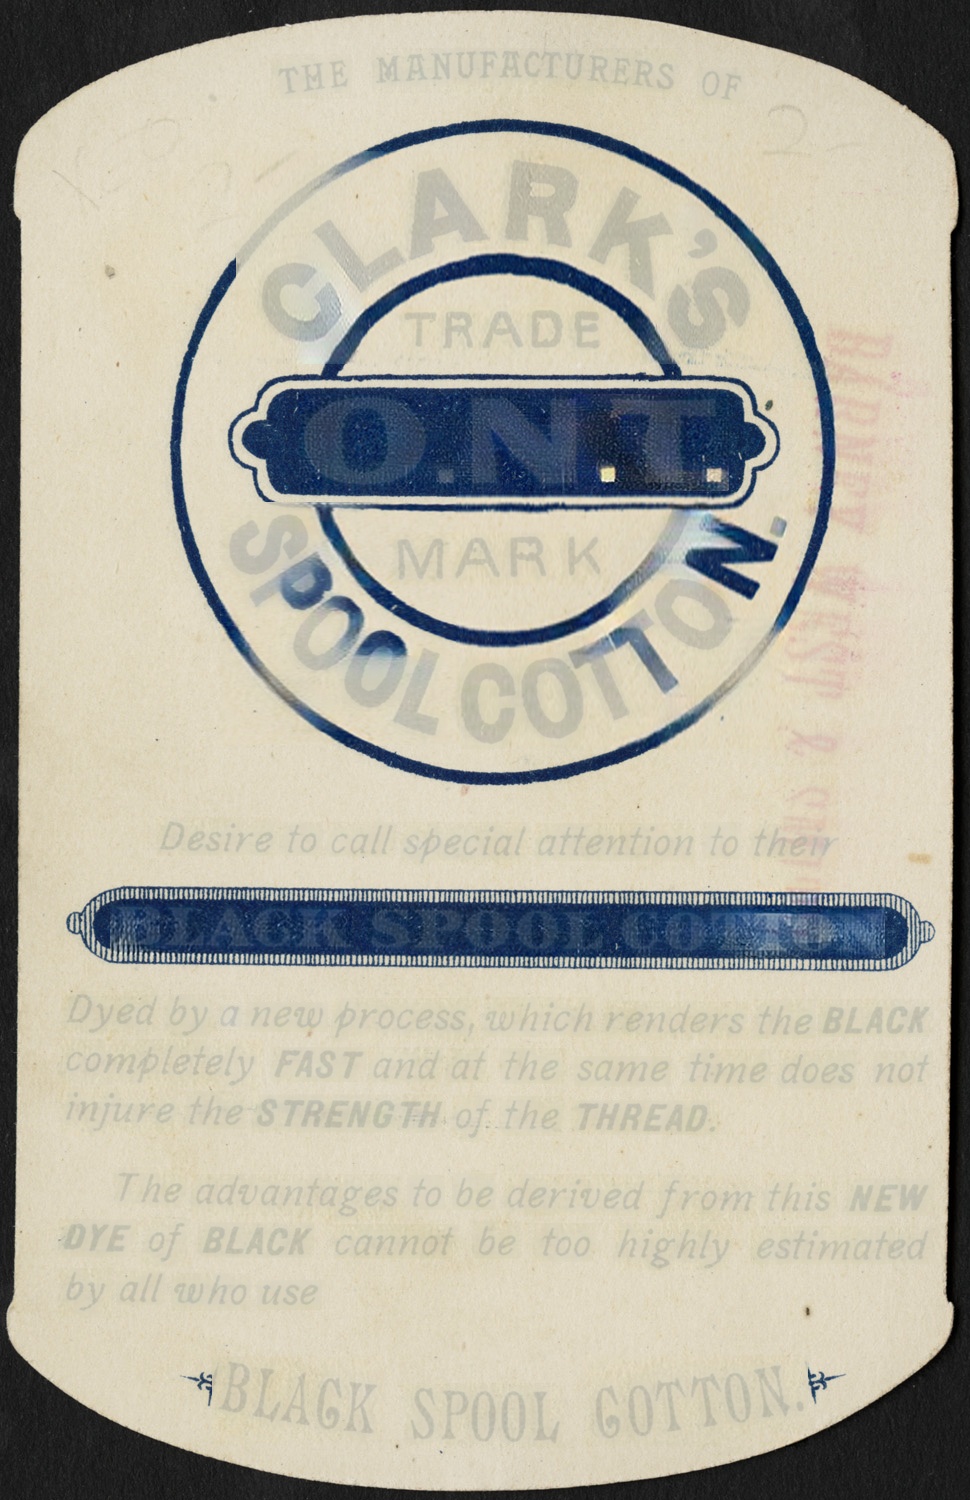 THE MANUFACTURERS OF
CLARK'S
TRADE
O.N.T.
MARK
SPOOL COTTON.
Desire to call special attention to their
BLACK SPOOL COTTO
Dyed by a new process, which renders the BLACK
completely FAST and at the same time does not
injure the STRENGTH of the THREAD.
The advantages to be derived from this NEW
DYE of BLACK cannot be too highly estimated
by all who use
BLACK SPOOL COTTON.